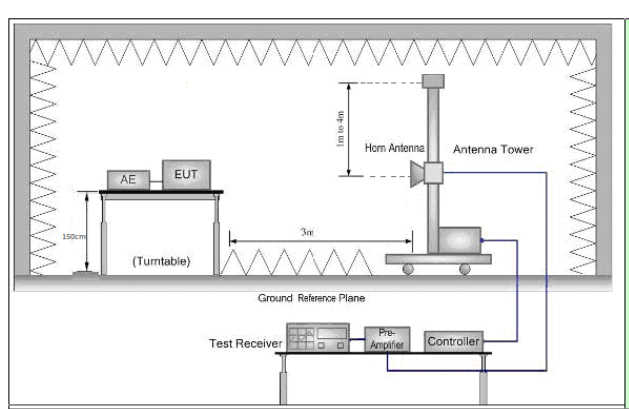 1m to 4m
Horn Antenna
Antenna Tower
AE
EUT
150cm
(Turntable)
3m
Ground Reference Plane
Test Receiver
Pre-
Amplifier
Controller